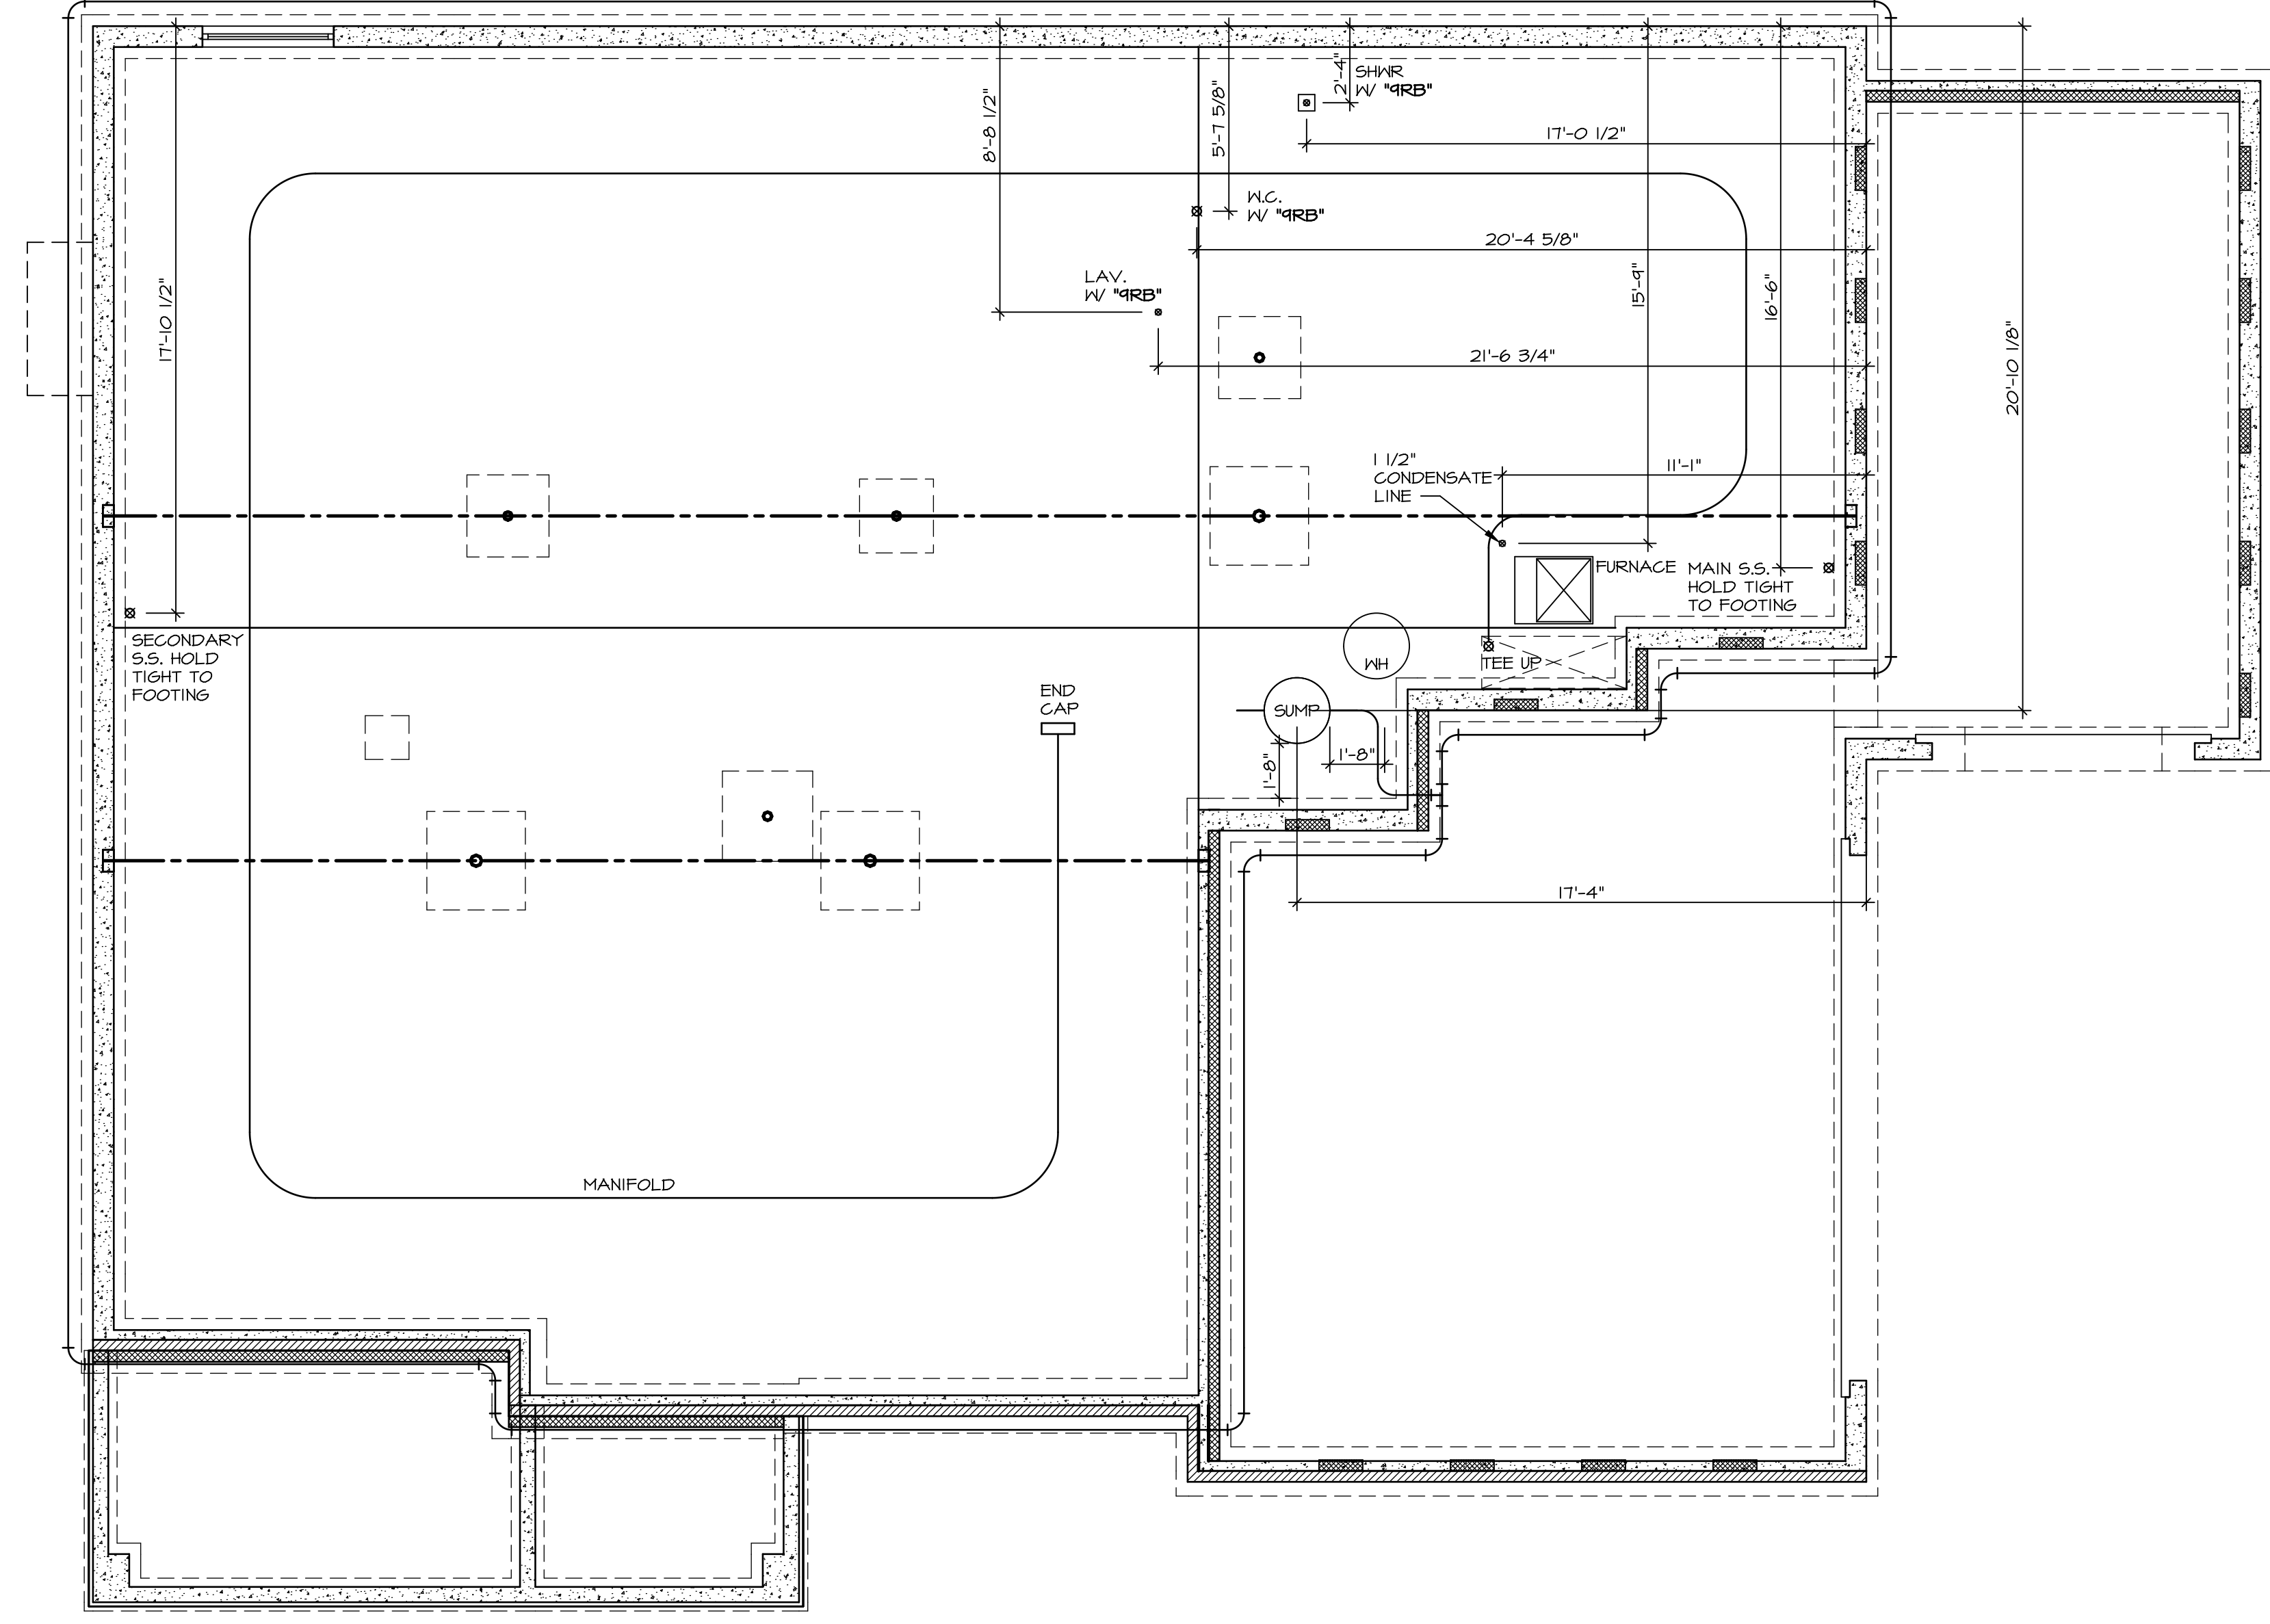 2'-4"
SHWR
W/ "9RB"
8'-8 1/2"
5'-7 5/8"
17'-0 1/2"
W.C.
W/ "9RB"
20'-4 5/8"
LAV.
W/ "9RB"
17'-10 1/2"
15'-9"
16'-6"
20'-10 1/8"
21'-6 3/4"
1 1/2"
CONDENSATE
LINE
11'-1"
FURNACE
MAIN S.S.
HOLD TIGHT
TO FOOTING
SECONDARY
S.S. HOLD
TIGHT TO
FOOTING
WH
TEE UP
END
CAP
SUMP
1'-8"
1'-8"
17'-4"
MANIFOLD